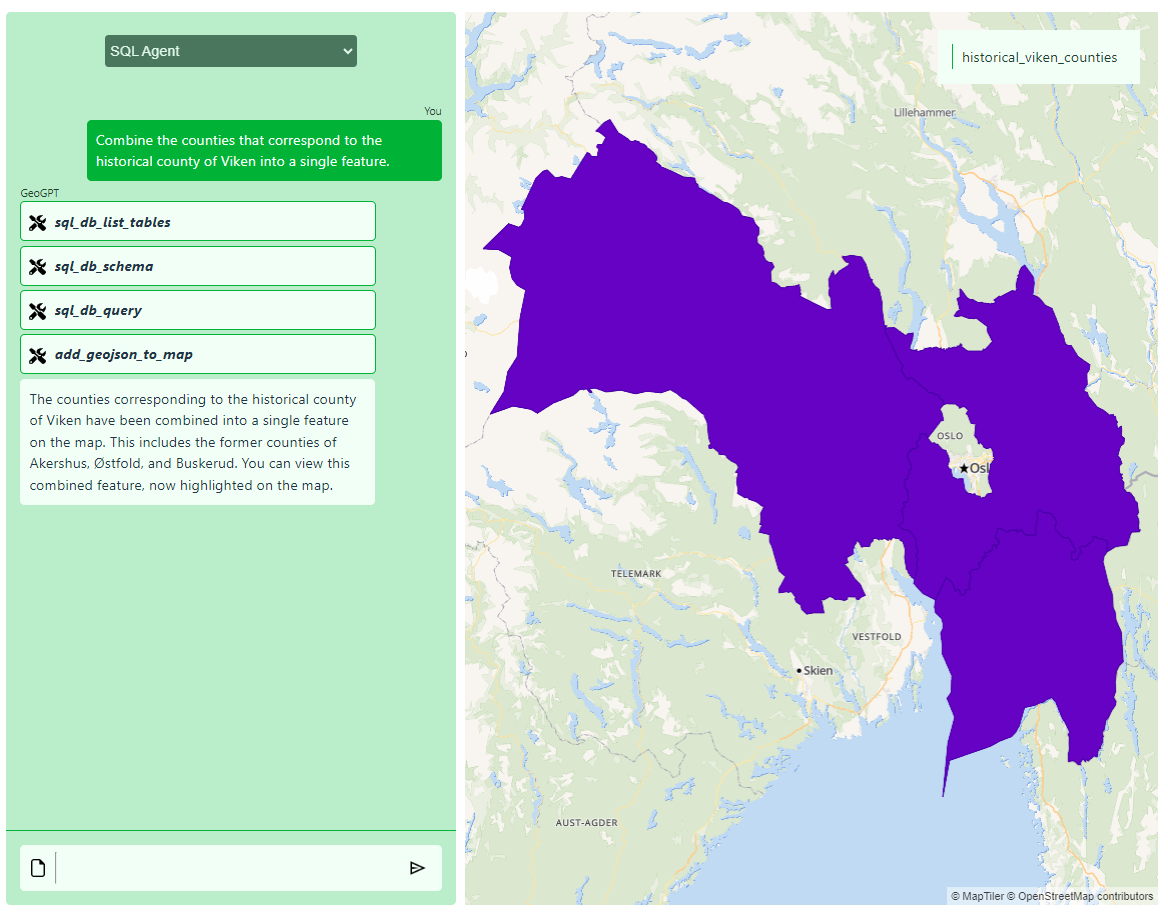 SQL Agent
You
Combine the counties that correspond to the
historical county of Viken into a single feature.
GeoGPT
sql_db_list_tables
sql_db_schema
sql_db_query
add_geojson_to_map
The counties corresponding to the historical county
of Viken have been combined into a single feature
on the map. This includes the former counties of
Akershus, Østfold, and Buskerud. You can view this
combined feature, now highlighted on the map.
historical_viken_counties
Lillehammer
OSLO
Osl
TELEMARK
VESTFOLD
Skien
AUST-AGDER
© MapTiler © OpenStreetMap contributors